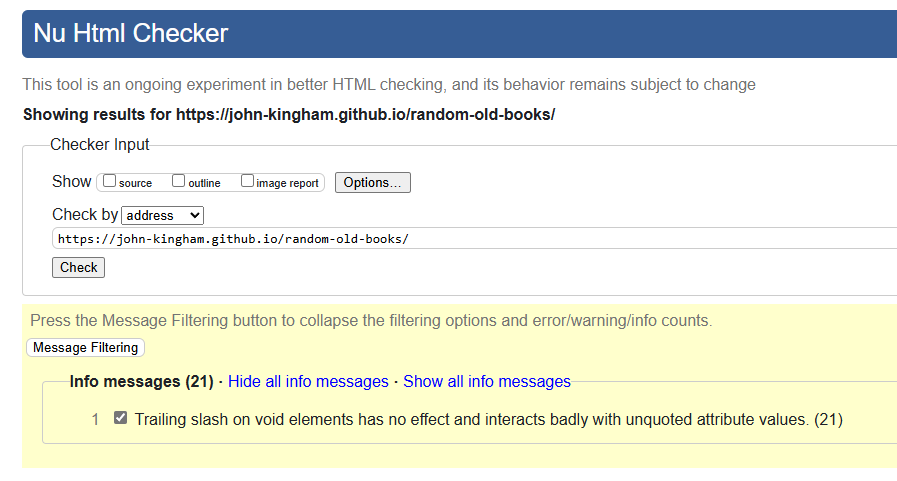 Nu Html Checker
This tool is an ongoing experiment in better HTML checking, and its behavior remains subject to change
Showing results for https://john-kingham.github.io/random-old-books/
Checker Input
Show source outline image report Options...
Check by address
https://john-kingham.github.io/random-old-books/
Check
Press the Message Filtering button to collapse the filtering options and error/warning/info counts.
Message Filtering
Info messages (21) · Hide all info messages · Show all info messages
1 Trailing slash on void elements has no effect and interacts badly with unquoted attribute values. (21)